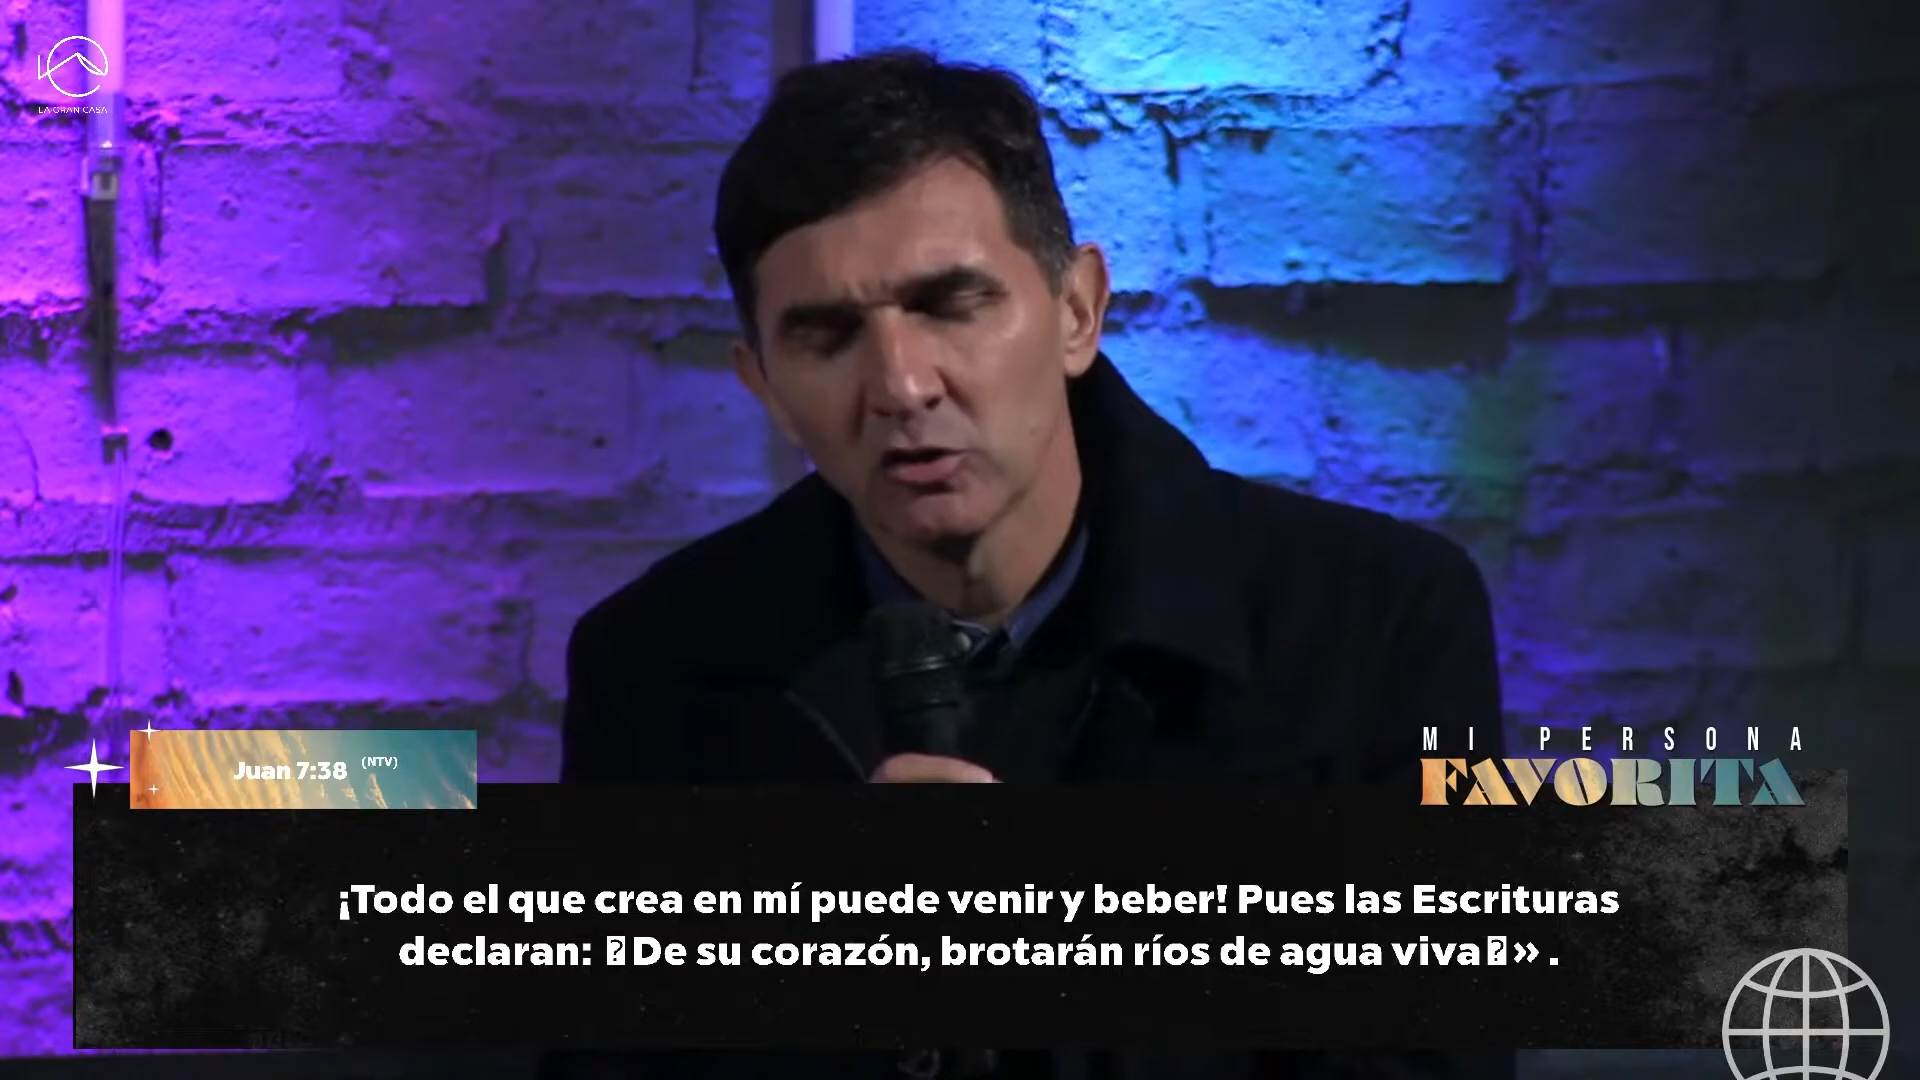 LA GRAN CASA
Juan 7:38 (NTV)
MI PERSONA
FAVORITA
¡Todo el que crea en mí puede venir y beber! Pues las Escrituras
declaran: De su corazón, brotarán ríos de agua viva» .